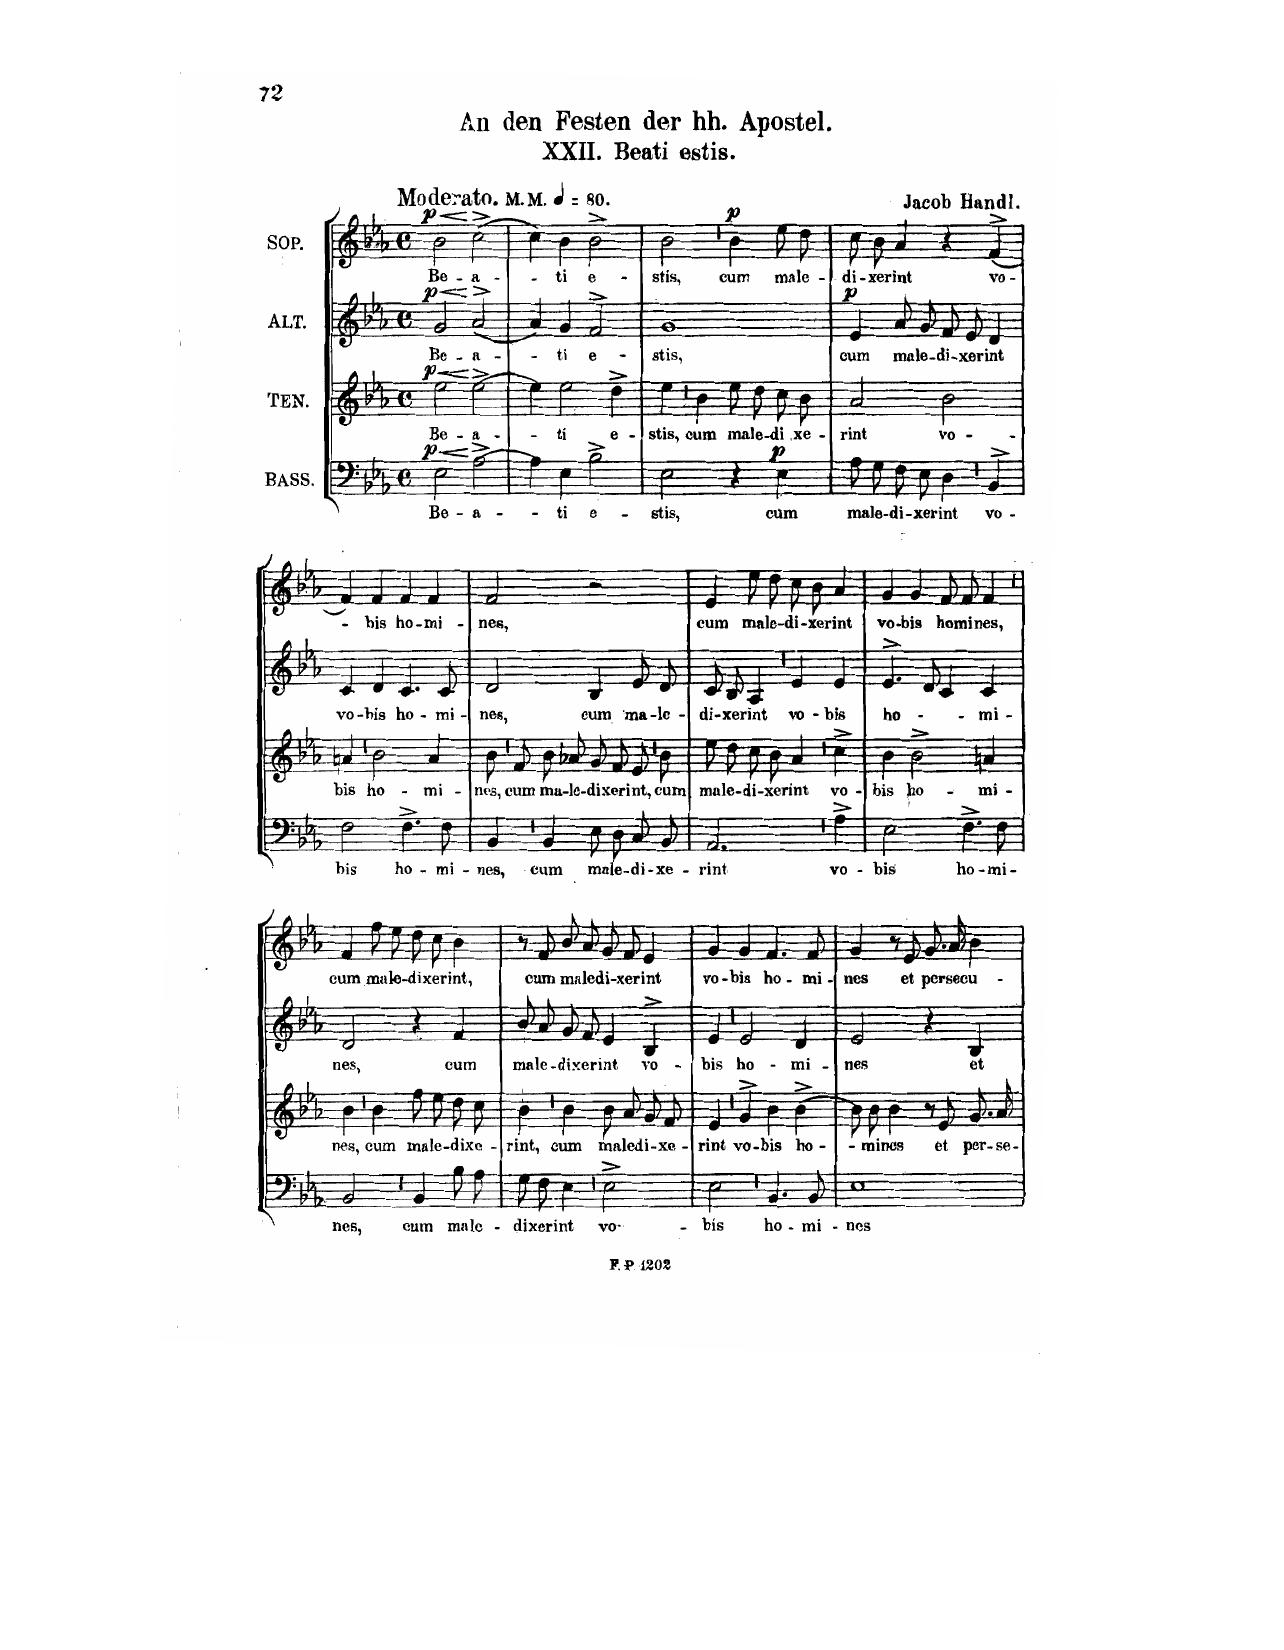 72
An den Festen der hh. Apostel.
XXII. Beati estis.
Moderato. M. M. ♩ = 80.
Jacob Handl.
p p
SOP.
Be - a - - ti e - stis, cum male - di-xerint vo-
p p
ALT.
Be - a - - ti e - stis, cum male-di-xerint
p
TEN.
Be - a - - ti e - stis, cum male-di xe - rint vo - -
p p
BASS.
Be - a - - ti e - stis, cum male-di-xerint vo -
- bis ho-mi - nes, cum male-di-xerint vo-bis homines,
vo-bis ho - mi - nes, cum ma-le - di-xerint vo - bis ho - - mi -
bis ho - mi - nes, cum ma-le-dixerint, cum male-di-xerint vo - bis ho - mi -
bis ho - mi - nes, cum male-di-xe - rint vo - bis ho-mi-
cum male-dixerint, cum maledi-xerint vo-bis ho - mi - nes et persecu -
nes, cum male-dixerint vo - bis ho - mi - nes et
nes, cum male-dixe - rint, cum maledi-xe - rint vo-bis ho - - mines et per-se-
nes, cum male - dixerint vo - - bis ho - mi - nes
F. P. 1202